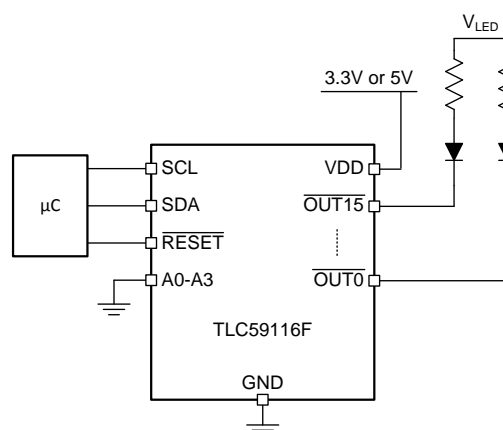 V_LED
3.3V or 5V
SCL
VDD
µC
SDA
OUT15
RESET
A0-A3
OUT0
TLC59116F
GND